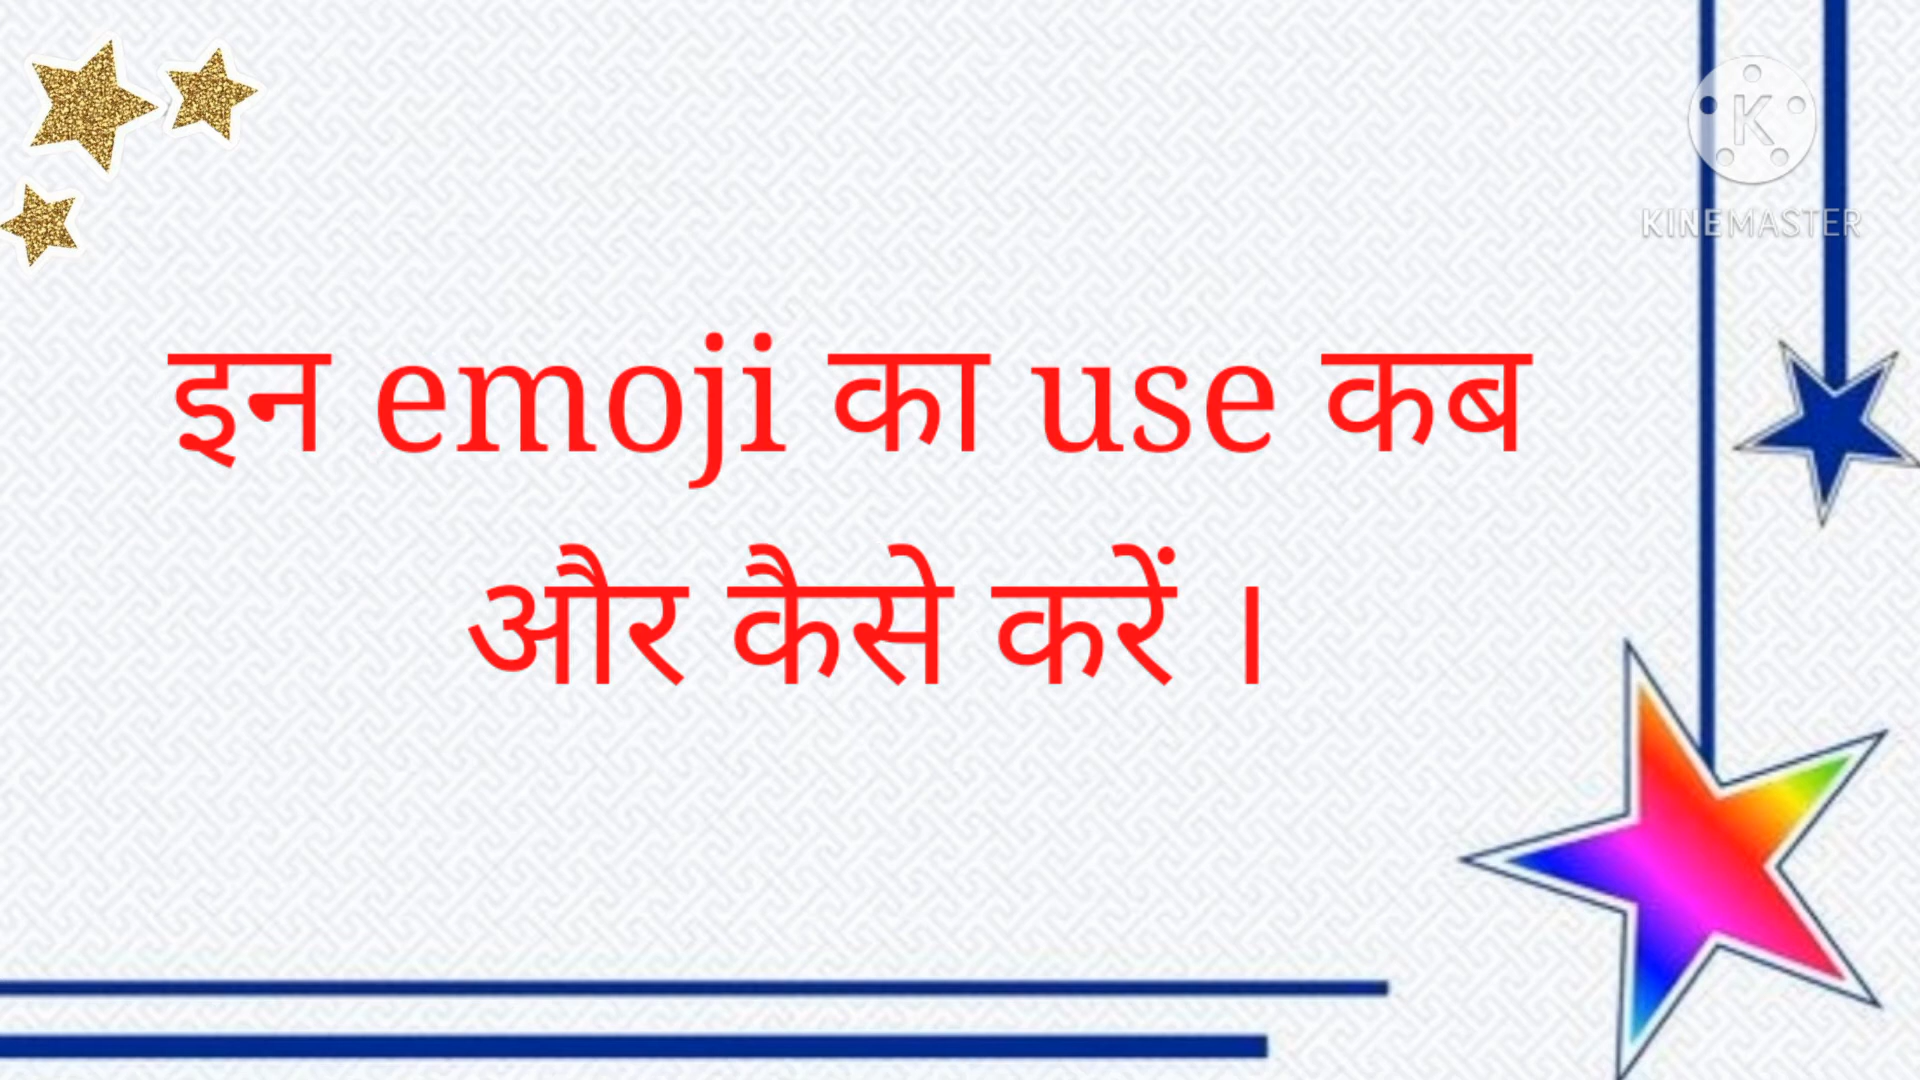 K
KINEMASTER
इन emoji का use कब
और कैसे करें ।